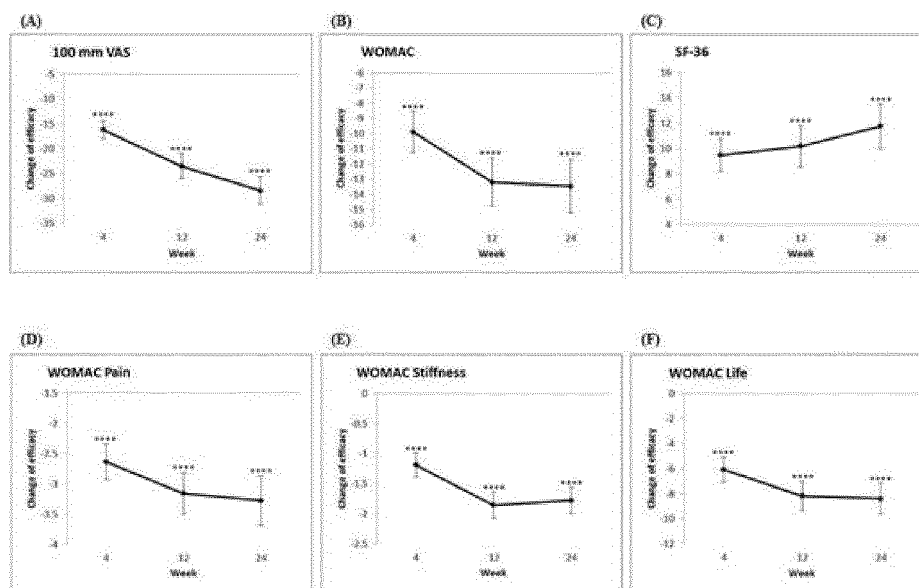 (A)
100 mm VAS
-5
-10
-15
-20
-25
-30
-35
Change of efficacy
****
****
****
4 12 24
Week
(B)
WOMAC
-6
-7
-8
-9
-10
-11
-12
-13
-14
-15
-16
Change of efficacy
****
****
****
4 12 24
Week
(C)
SF-36
16
14
12
10
8
6
4
Change of efficacy
****
****
****
4 12 24
Week
(D)
WOMAC Pain
-1.5
-2
-2.5
-3
-3.5
-4
Change of efficacy
****
****
****
4 12 24
Week
(E)
WOMAC Stiffness
0
-0.5
-1
-1.5
-2
-2.5
Change of efficacy
****
****
****
4 12 24
Week
(F)
WOMAC Life
0
-2
-4
-6
-8
-10
-12
Change of efficacy
****
****
****
4 12 24
Week